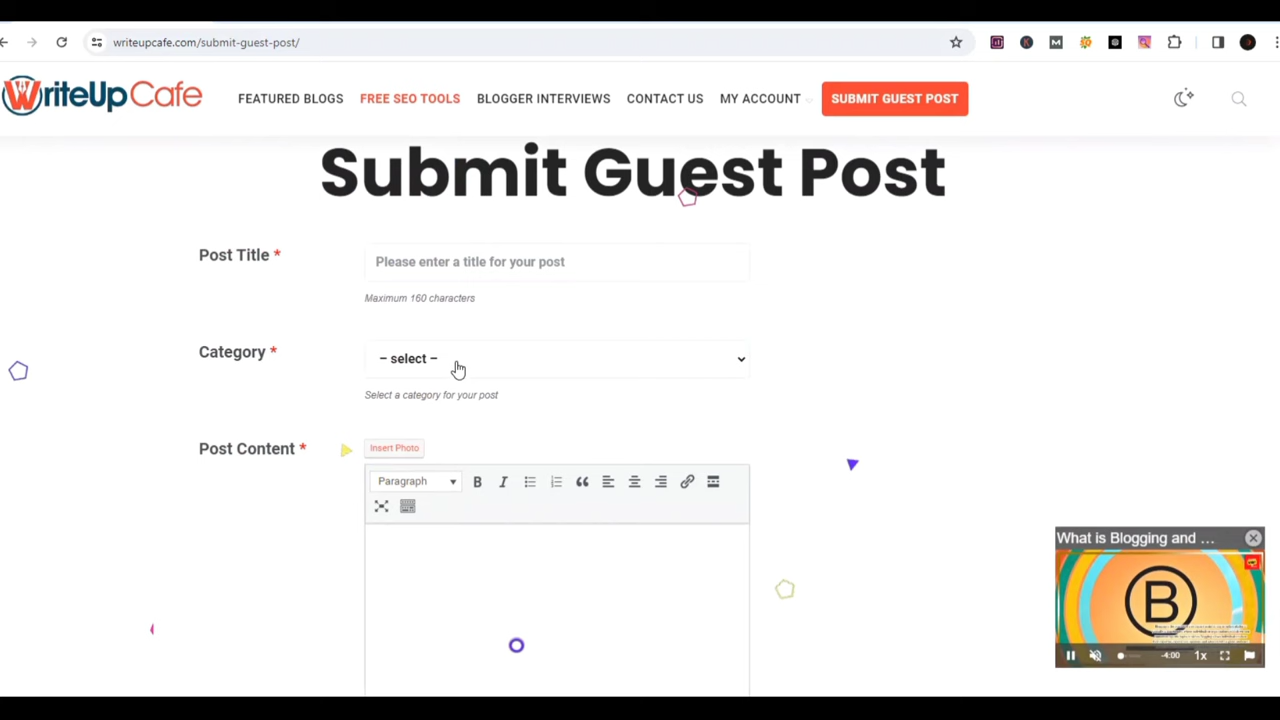 writeupcafe.com/submit-guest-post/
WriteUpCafe
FEATURED BLOGS FREE SEO TOOLS BLOGGER INTERVIEWS CONTACT US MY ACCOUNT SUBMIT GUEST POST
Submit Guest Post
Post Title *
Please enter a title for your post
Maximum 160 characters
Category *
– select –
Select a category for your post
Post Content *
Insert Photo
Paragraph
B I
What is Blogging and ...
B
-4:00 1x